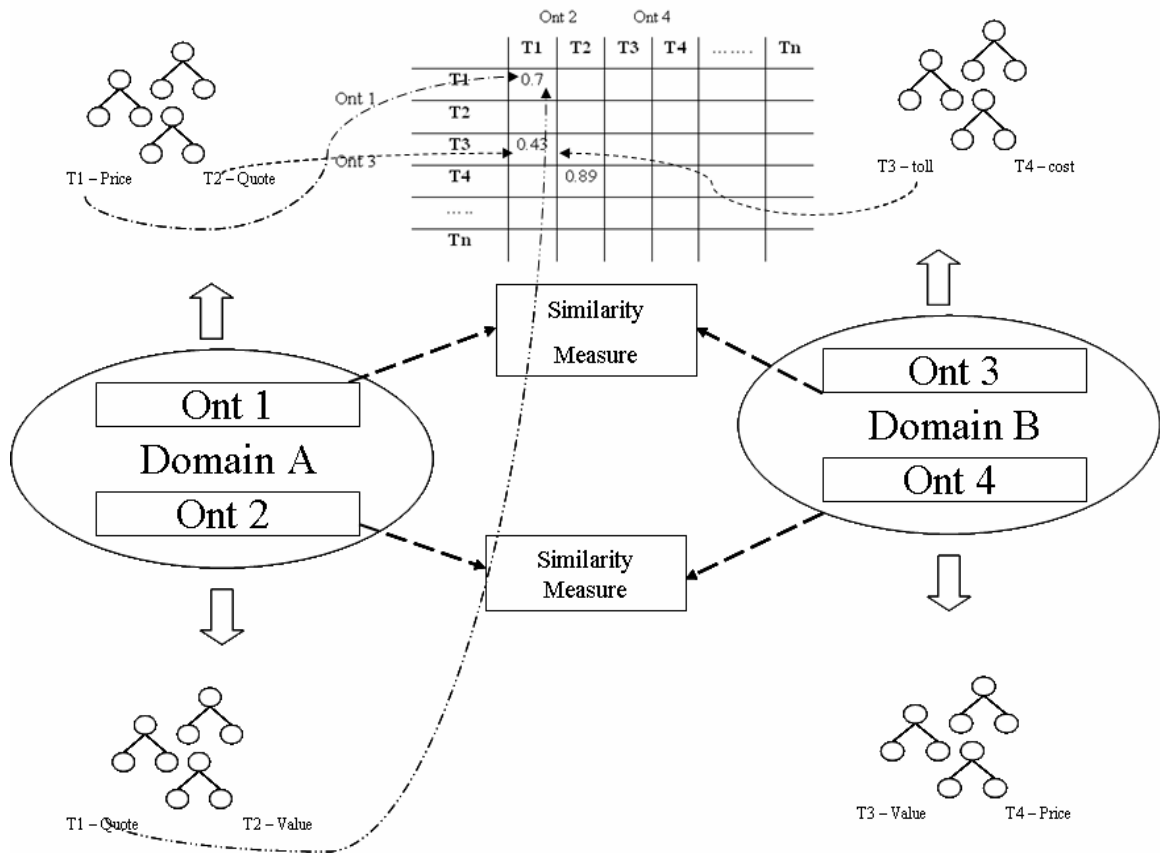 Ont 2 Ont 4
T1 T2 T3 T4 ....... Tn
T1 0.7
Ont 1
T2
T3 0.43
Ont 3
T4 0.89
.....
Tn
T1 – Price T2 – Quote
T3 – toll T4 – cost
Similarity
Measure
Ont 1
Domain A
Ont 2
Ont 3
Domain B
Ont 4
Similarity
Measure
T1 – Quote T2 – Value
T3 – Value T4 – Price